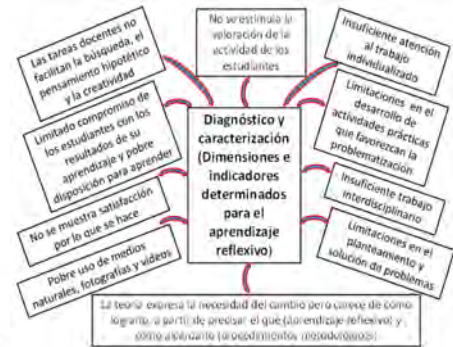 Las tareas docentes no
facilitan la búsqueda, el
pensamiento hipotético
y la creatividad
No se estimula la
valoración de la
actividad de los
estudiantes
Insuficiente atención
al trabajo
individualizado
Limitado compromiso de
los estudiantes con los
resultados de su
aprendizaje y pobre
disposición para aprender
Diagnóstico y
caracterización
(Dimensiones e
indicadores
determinados
para el
aprendizaje
reflexivo)
Limitaciones en el
desarrollo de
actividades prácticas
que favorezcan la
problematización
No se muestra satisfacción
por lo que se hace
Insuficiente trabajo
interdisciplinario
Pobre uso de medios
naturales, fotografías y videos
Limitaciones en el
planteamiento y
solución de problemas
La teoría expresa la necesidad del cambio pero carece de cómo
lograrlo, a partir de precisar el qué (aprendizaje reflexivo) y
cómo alcanzarlo (procedimientos metodológicos)